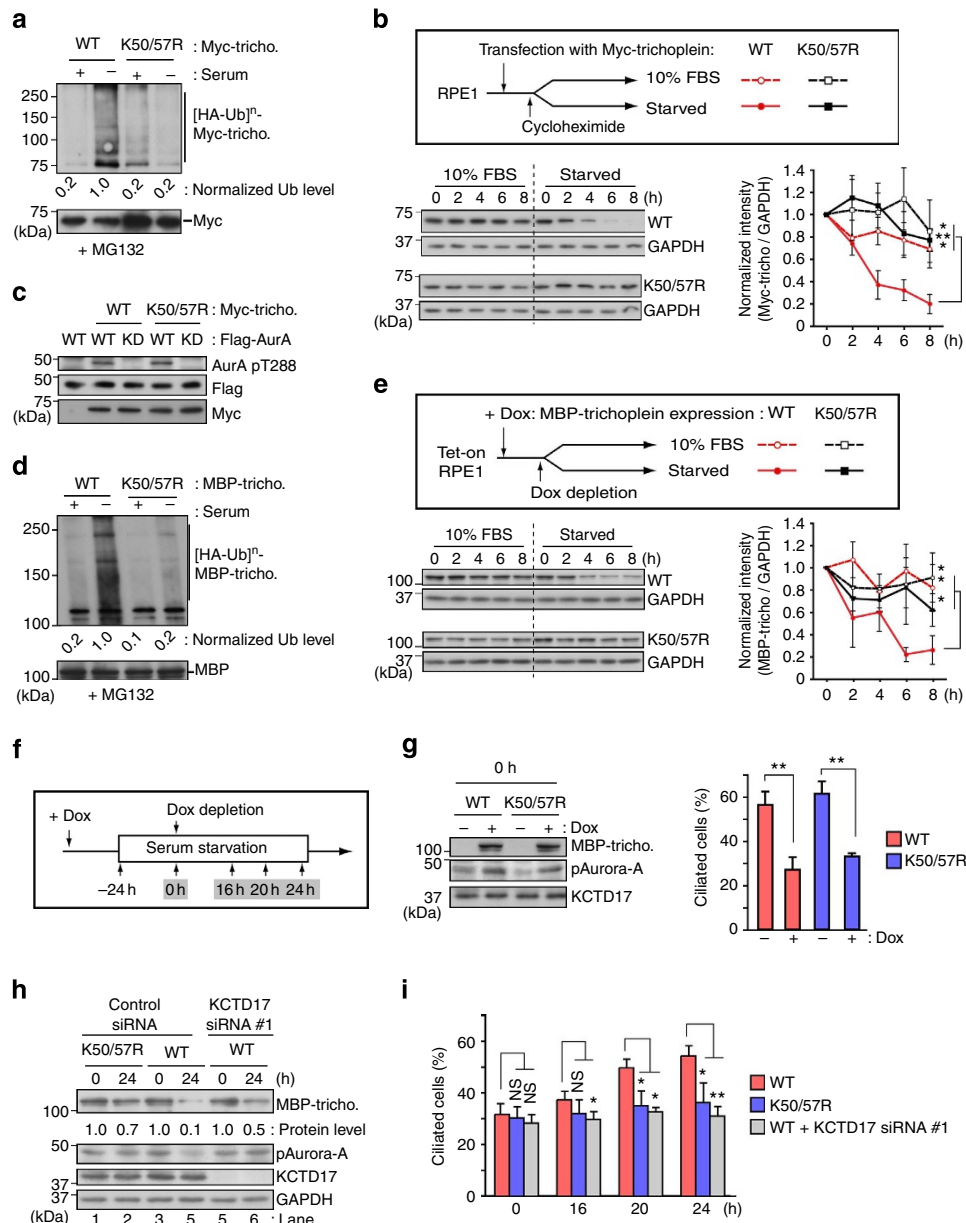 a
WT K50/57R : Myc-tricho.
+ – + – : Serum
250
150
100
75
[HA-Ub]n-
Myc-tricho.
0.2 1.0 0.2 0.2 : Normalized Ub level
75
(kDa)
Myc
+ MG132
b
Transfection with Myc-trichoplein: WT K50/57R
RPE1
10% FBS
Starved
Cycloheximide
10% FBS Starved
0 2 4 6 8 0 2 4 6 8 (h)
75
WT
37
GAPDH
75
K50/57R
37
(kDa)
GAPDH
Normalized intensity
(Myc-tricho / GAPDH)
1.4
1.2
1.0
0.8
0.6
0.4
0.2
0
*
**
*
0 2 4 6 8 (h)
c
WT K50/57R : Myc-tricho.
WT WT KD WT KD : Flag-AurA
50
AurA pT288
50
Flag
75
(kDa)
Myc
d
WT K50/57R : MBP-tricho.
+ – + – : Serum
250
150
100
[HA-Ub]n-
MBP-tricho.
0.2 1.0 0.1 0.2 : Normalized Ub level
100
(kDa)
MBP
+ MG132
e
+ Dox: MBP-trichoplein expression : WT K50/57R
Tet-on
RPE1
10% FBS
Starved
Dox depletion
10% FBS Starved
0 2 4 6 8 0 2 4 6 8 (h)
100
WT
37
GAPDH
100
K50/57R
37
(kDa)
GAPDH
Normalized intensity
(MBP-tricho / GAPDH)
1.4
1.2
1.0
0.8
0.6
0.4
0.2
0
*
*
*
0 2 4 6 8 (h)
f
+ Dox
Dox depletion
Serum starvation
–24 h 0 h 16 h 20 h 24 h
g
0 h
WT K50/57R
– + – + : Dox
100
MBP-tricho.
50
pAurora-A
37
(kDa)
KCTD17
Ciliated cells (%)
60
40
20
0
** **
– + – + : Dox
WT
K50/57R
h
Control
siRNA
KCTD17
siRNA #1
K50/57R WT WT
0 24 0 24 0 24 (h)
100
MBP-tricho.
1.0 0.7 1.0 0.1 1.0 0.5 : Protein level
50
pAurora-A
37
KCTD17
37
GAPDH
(kDa)
1 2 3 5 5 6 : Lane
i
Ciliated cells (%)
60
40
20
0
NS NS
NS *
* *
* **
0 16 20 24 (h)
WT
K50/57R
WT + KCTD17 siRNA #1